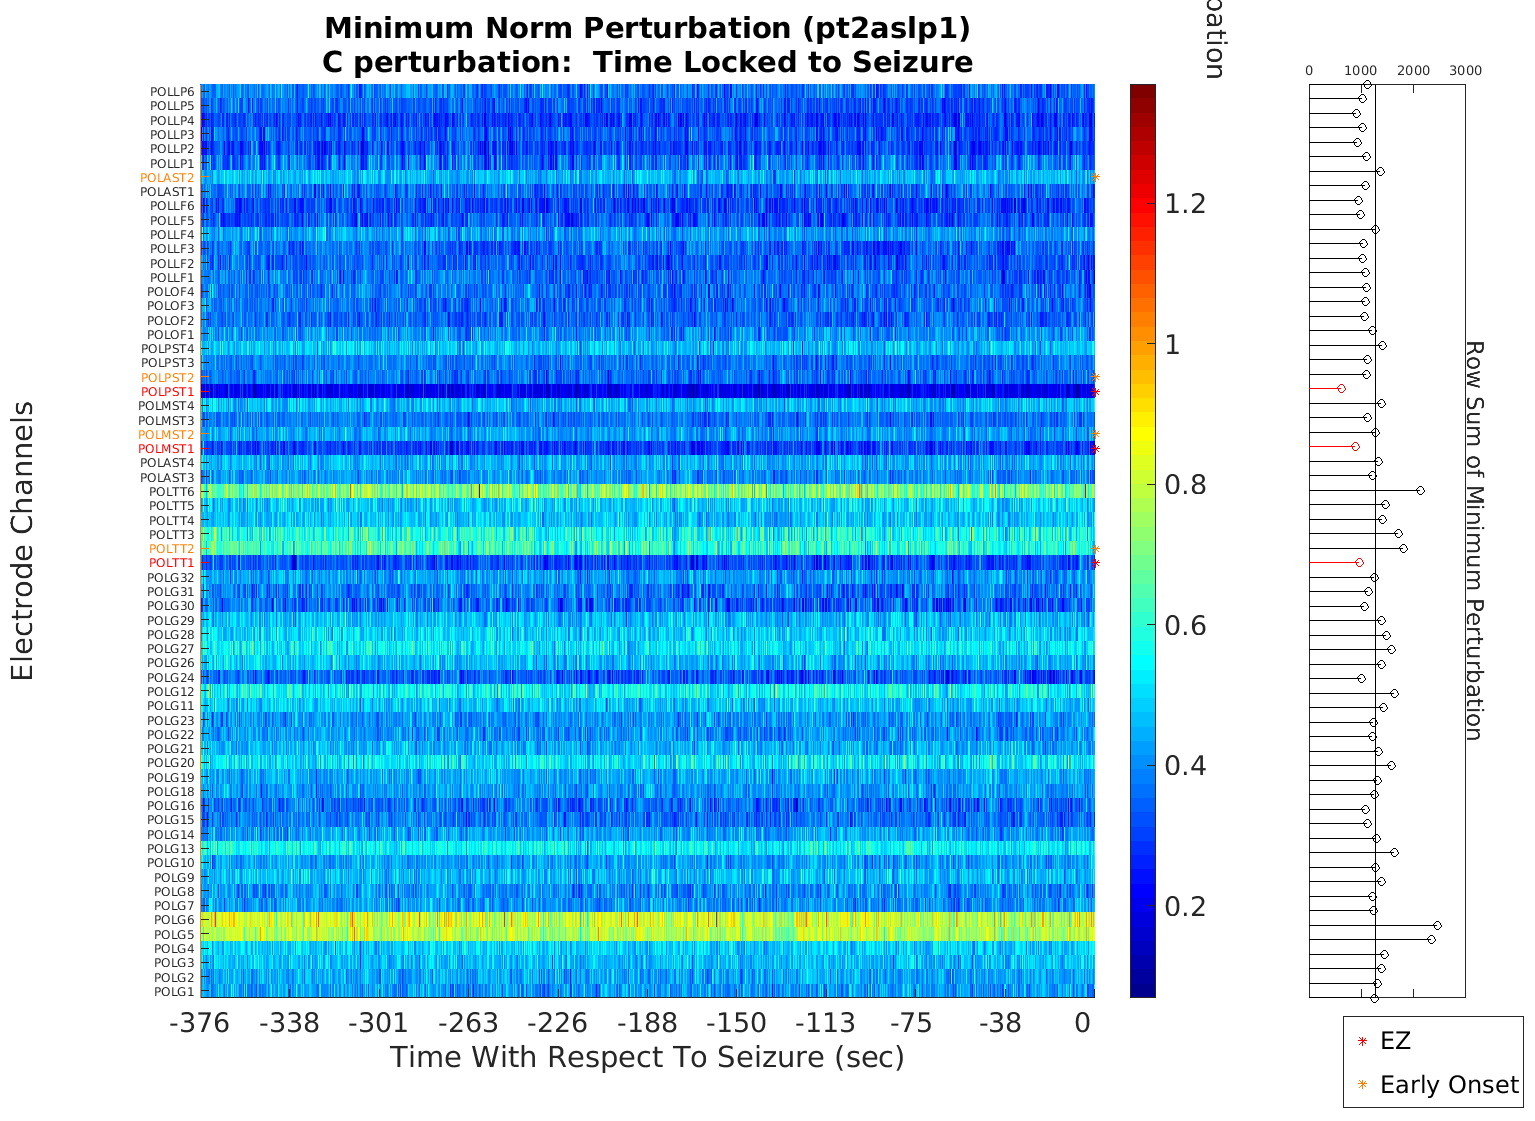 Minimum Norm Perturbation (pt2aslp1)
C perturbation: Time Locked to Seizure
Electrode Channels
POLLP6
POLLP5
POLLP4
POLLP3
POLLP2
POLLP1
POLAST2
POLAST1
POLLF6
POLLF5
POLLF4
POLLF3
POLLF2
POLLF1
POLOF4
POLOF3
POLOF2
POLOF1
POLPST4
POLPST3
POLPST2
POLPST1
POLMST4
POLMST3
POLMST2
POLMST1
POLAST4
POLAST3
POLTT6
POLTT5
POLTT4
POLTT3
POLTT2
POLTT1
POLG32
POLG31
POLG30
POLG29
POLG28
POLG27
POLG26
POLG24
POLG12
POLG11
POLG23
POLG22
POLG21
POLG20
POLG19
POLG18
POLG16
POLG15
POLG14
POLG13
POLG10
POLG9
POLG8
POLG7
POLG6
POLG5
POLG4
POLG3
POLG2
POLG1
-376 -338 -301 -263 -226 -188 -150 -113 -75 -38 0
Time With Respect To Seizure (sec)
1.2
1
0.8
0.6
0.4
0.2
0 1000 2000 3000
Row Sum of Minimum Perturbation
EZ
Early Onset